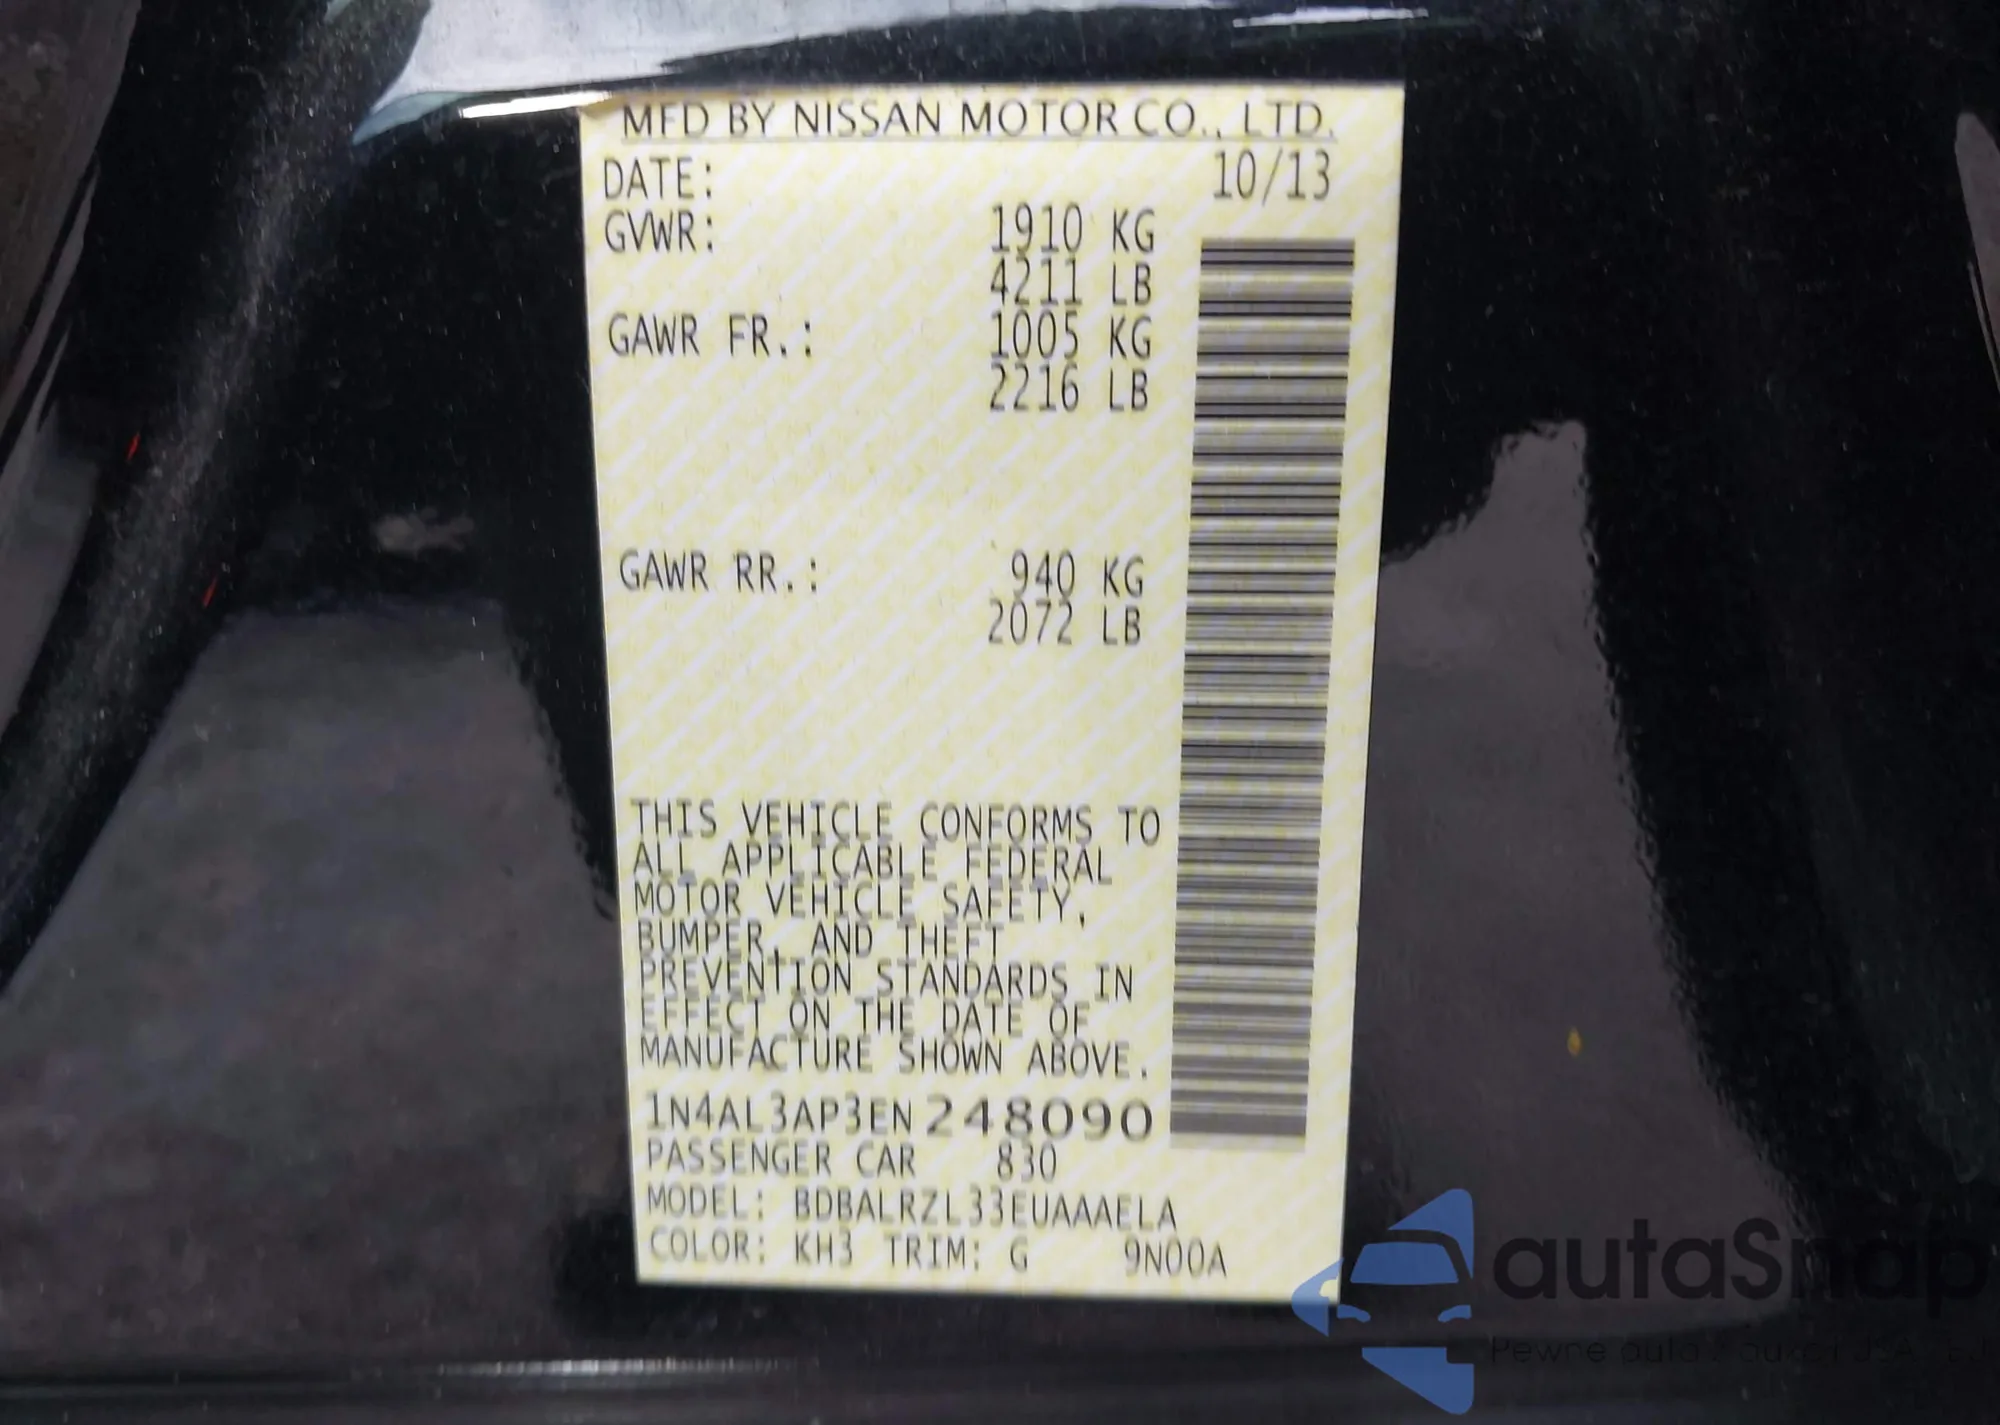 MFD BY NISSAN MOTOR CO., LTD.
DATE: 10/13
GVWR: 1910 KG
4211 LB
GAWR FR.: 1005 KG
2216 LB
GAWR RR.: 940 KG
2072 LB
THIS VEHICLE CONFORMS TO
ALL APPLICABLE FEDERAL
MOTOR VEHICLE SAFETY,
BUMPER, AND THEFT
PREVENTION STANDARDS IN
EFFECT ON THE DATE OF
MANUFACTURE SHOWN ABOVE.
1N4AL3AP3EN248090
PASSENGER CAR 830
MODEL: BDBALRZL33EUAAAELA
COLOR: KH3 TRIM: G 9N00A
autaSnap
Pewne auta z